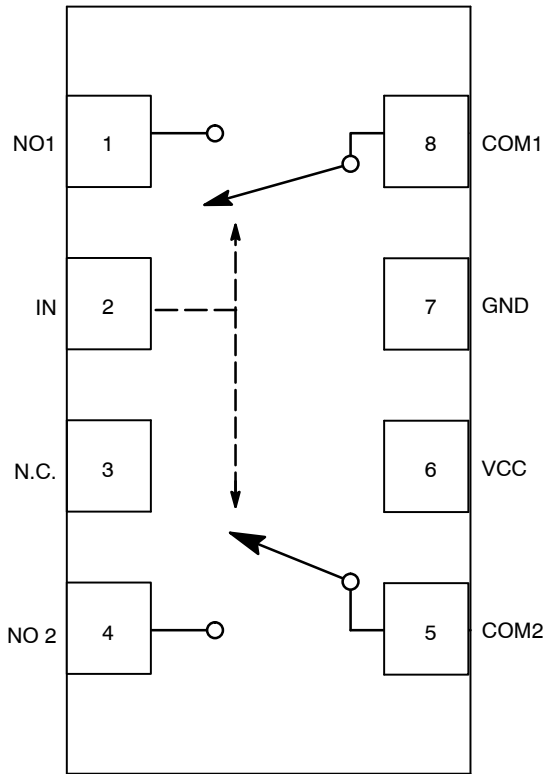 NO1 1 8 COM1
IN 2 7 GND
N.C. 3 6 VCC
NO 2 4 5 COM2